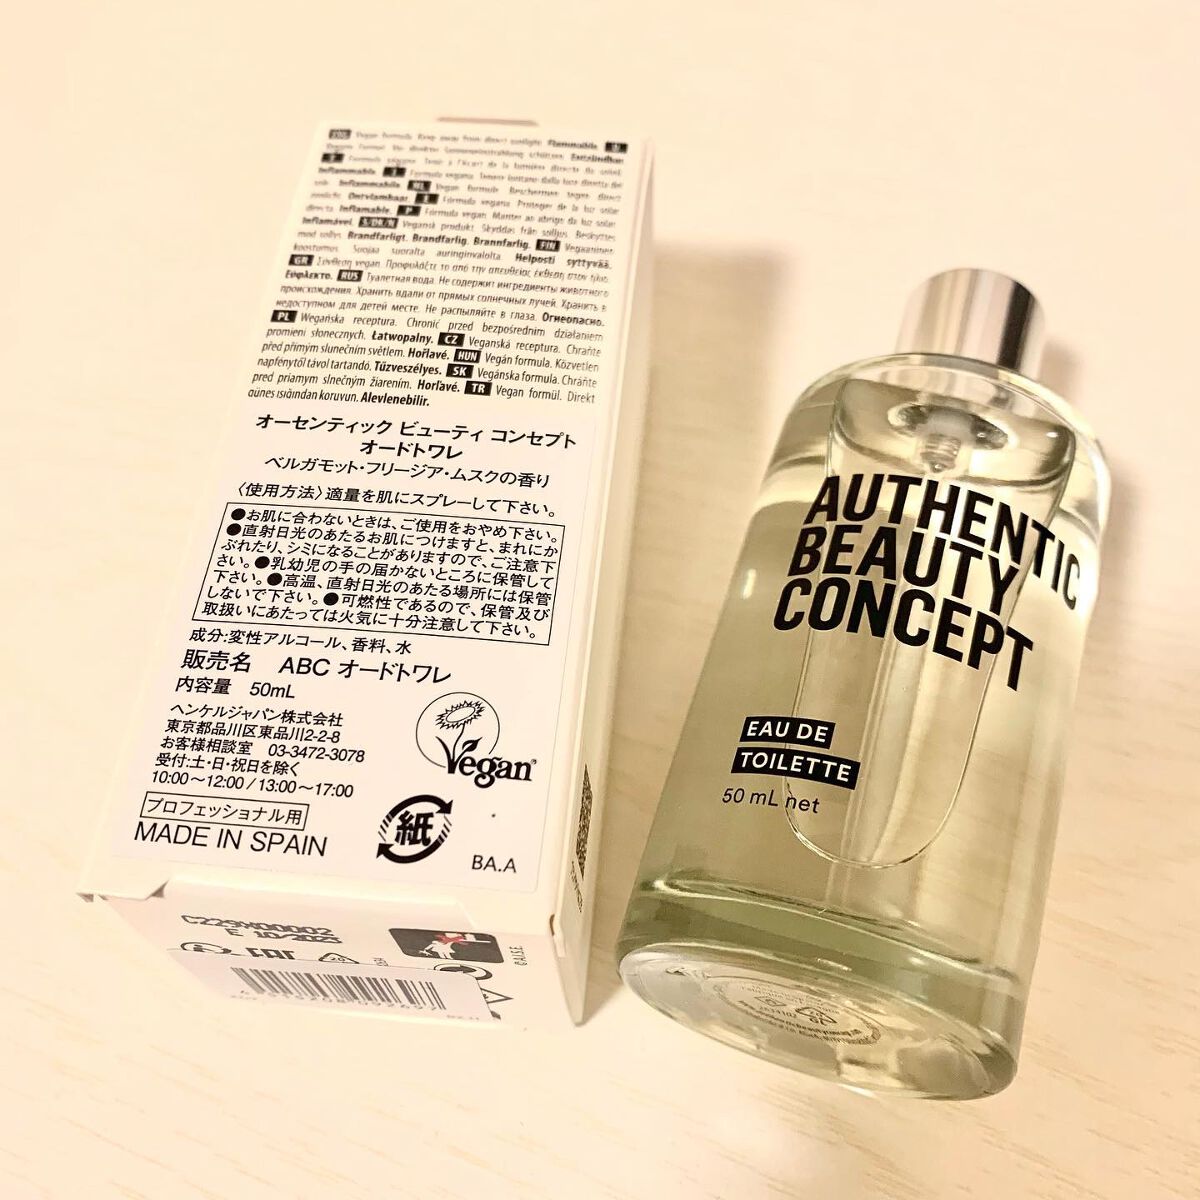 Vegan formula. Keep away from direct sunlight. Flammable.
Inflammable. I Formula vegana. Tenere lontano dalla luce diretta del
sole. Infiammabile. NL Vegan formule. Beschermen tegen direct
zonlicht. Ontvlambaar. E Fórmula vegana. Proteger de la luz solar
directa. Inflamable. P Fórmula vegan. Manter ao abrigo da luz solar.
Inflamável. S/DK/N Vegansk produkt. Skyddas från solljus. Beskyttes
mod sollys. Brandfarligt. Brandfarlig. Brannfarlig. FIN Vegaaninen
koostumus. Suojaa suoralta auringinvalolta. Helposti syttyvää.
GR Σύνθεση vegan. Προφυλάξτε το από την απευθείας έκθεση στον ήλιο.
Εύφλεκτο. RUS Туалетная вода. Не содержит ингредиенты животного
происхождения. Хранить вдали от прямых солнечных лучей. Хранить в
недоступном для детей месте. Не распыляйте в глаза. Огнеопасно.
PL Wegańska receptura. Chronić przed bezpośrednim działaniem
promieni słonecznych. Łatwopalny. CZ Veganská receptura. Chraňte
před přímým slunečním světlem. Hořlavé. HUN Vegán formula. Közvetlen
napfénytől távol tartandó. Tűzveszélyes. SK Vegánska formula. Chráňte
pred priamym slnečným žiarením. Horľavé. TR Vegan formül. Direkt
güneş ısiğından koruvun. Alevlenebilir.
オーセンティック ビューティ コンセプト
オードトワレ
ベルガモット・フリージア・ムスクの香り
〈使用方法〉適量を肌にスプレーして下さい。
●お肌に合わないときは、ご使用をおやめ下さい。
●直射日光のあたるお肌につけますと、まれにか
ぶれたり、シミになることがありますので、ご注意下
さい。●乳幼児の手の届かないところに保管して
下さい。●高温、直射日光のあたる場所には保管
しないで下さい。●可燃性であるので、保管及び
取扱いにあたっては火気に十分注意して下さい。
成分:変性アルコール、香料、水
販売名 ABC オードトワレ
内容量 50mL
ヘンケルジャパン株式会社
東京都品川区東品川2-2-8
お客様相談室 03-3472-3078
受付:土・日・祝日を除く
10:00～12:00 / 13:00～17:00
プロフェッショナル用
MADE IN SPAIN
Vegan
紙
BA.A
C229M00002
E 10/2025
©A.I.S.E.
AUTHENTIC
BEAUTY
CONCEPT
EAU DE
TOILETTE
50 mL net